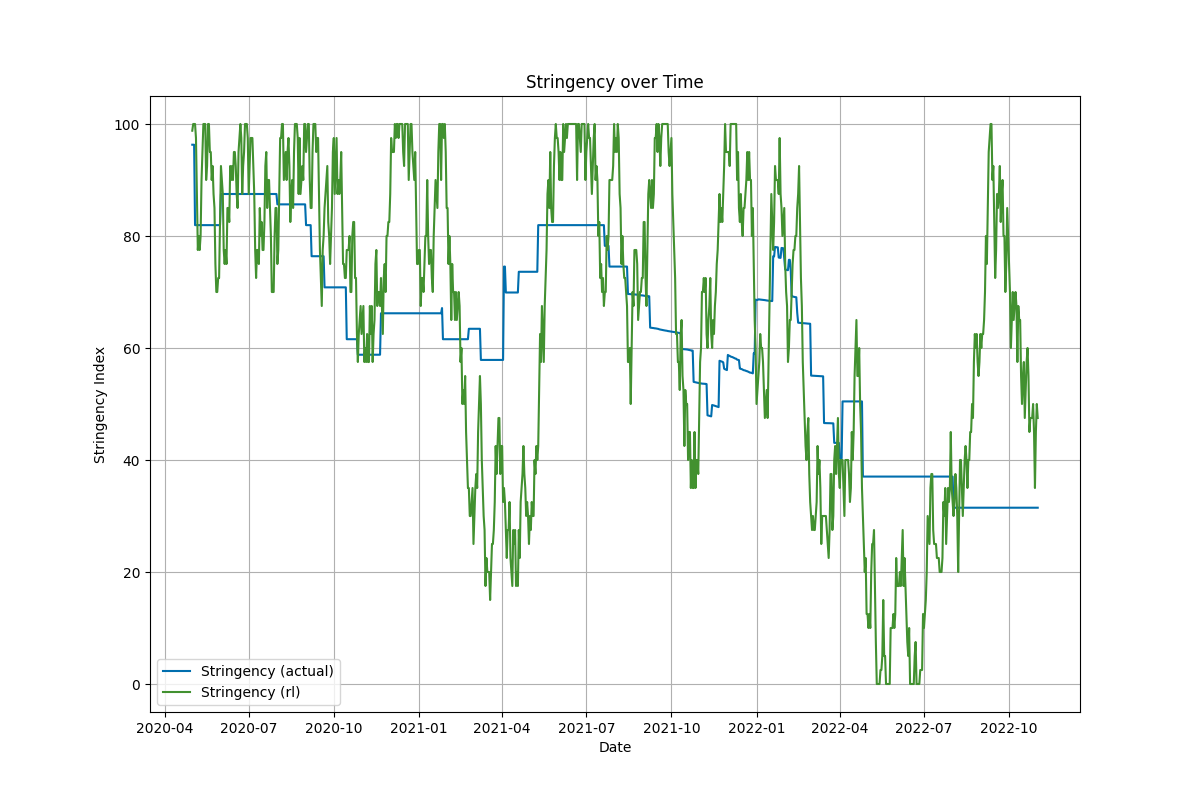 Stringency over Time
Stringency Index
100
80
60
40
20
0
Stringency (actual)
Stringency (rl)
2020-04 2020-07 2020-10 2021-01 2021-04 2021-07 2021-10 2022-01 2022-04 2022-07 2022-10
Date